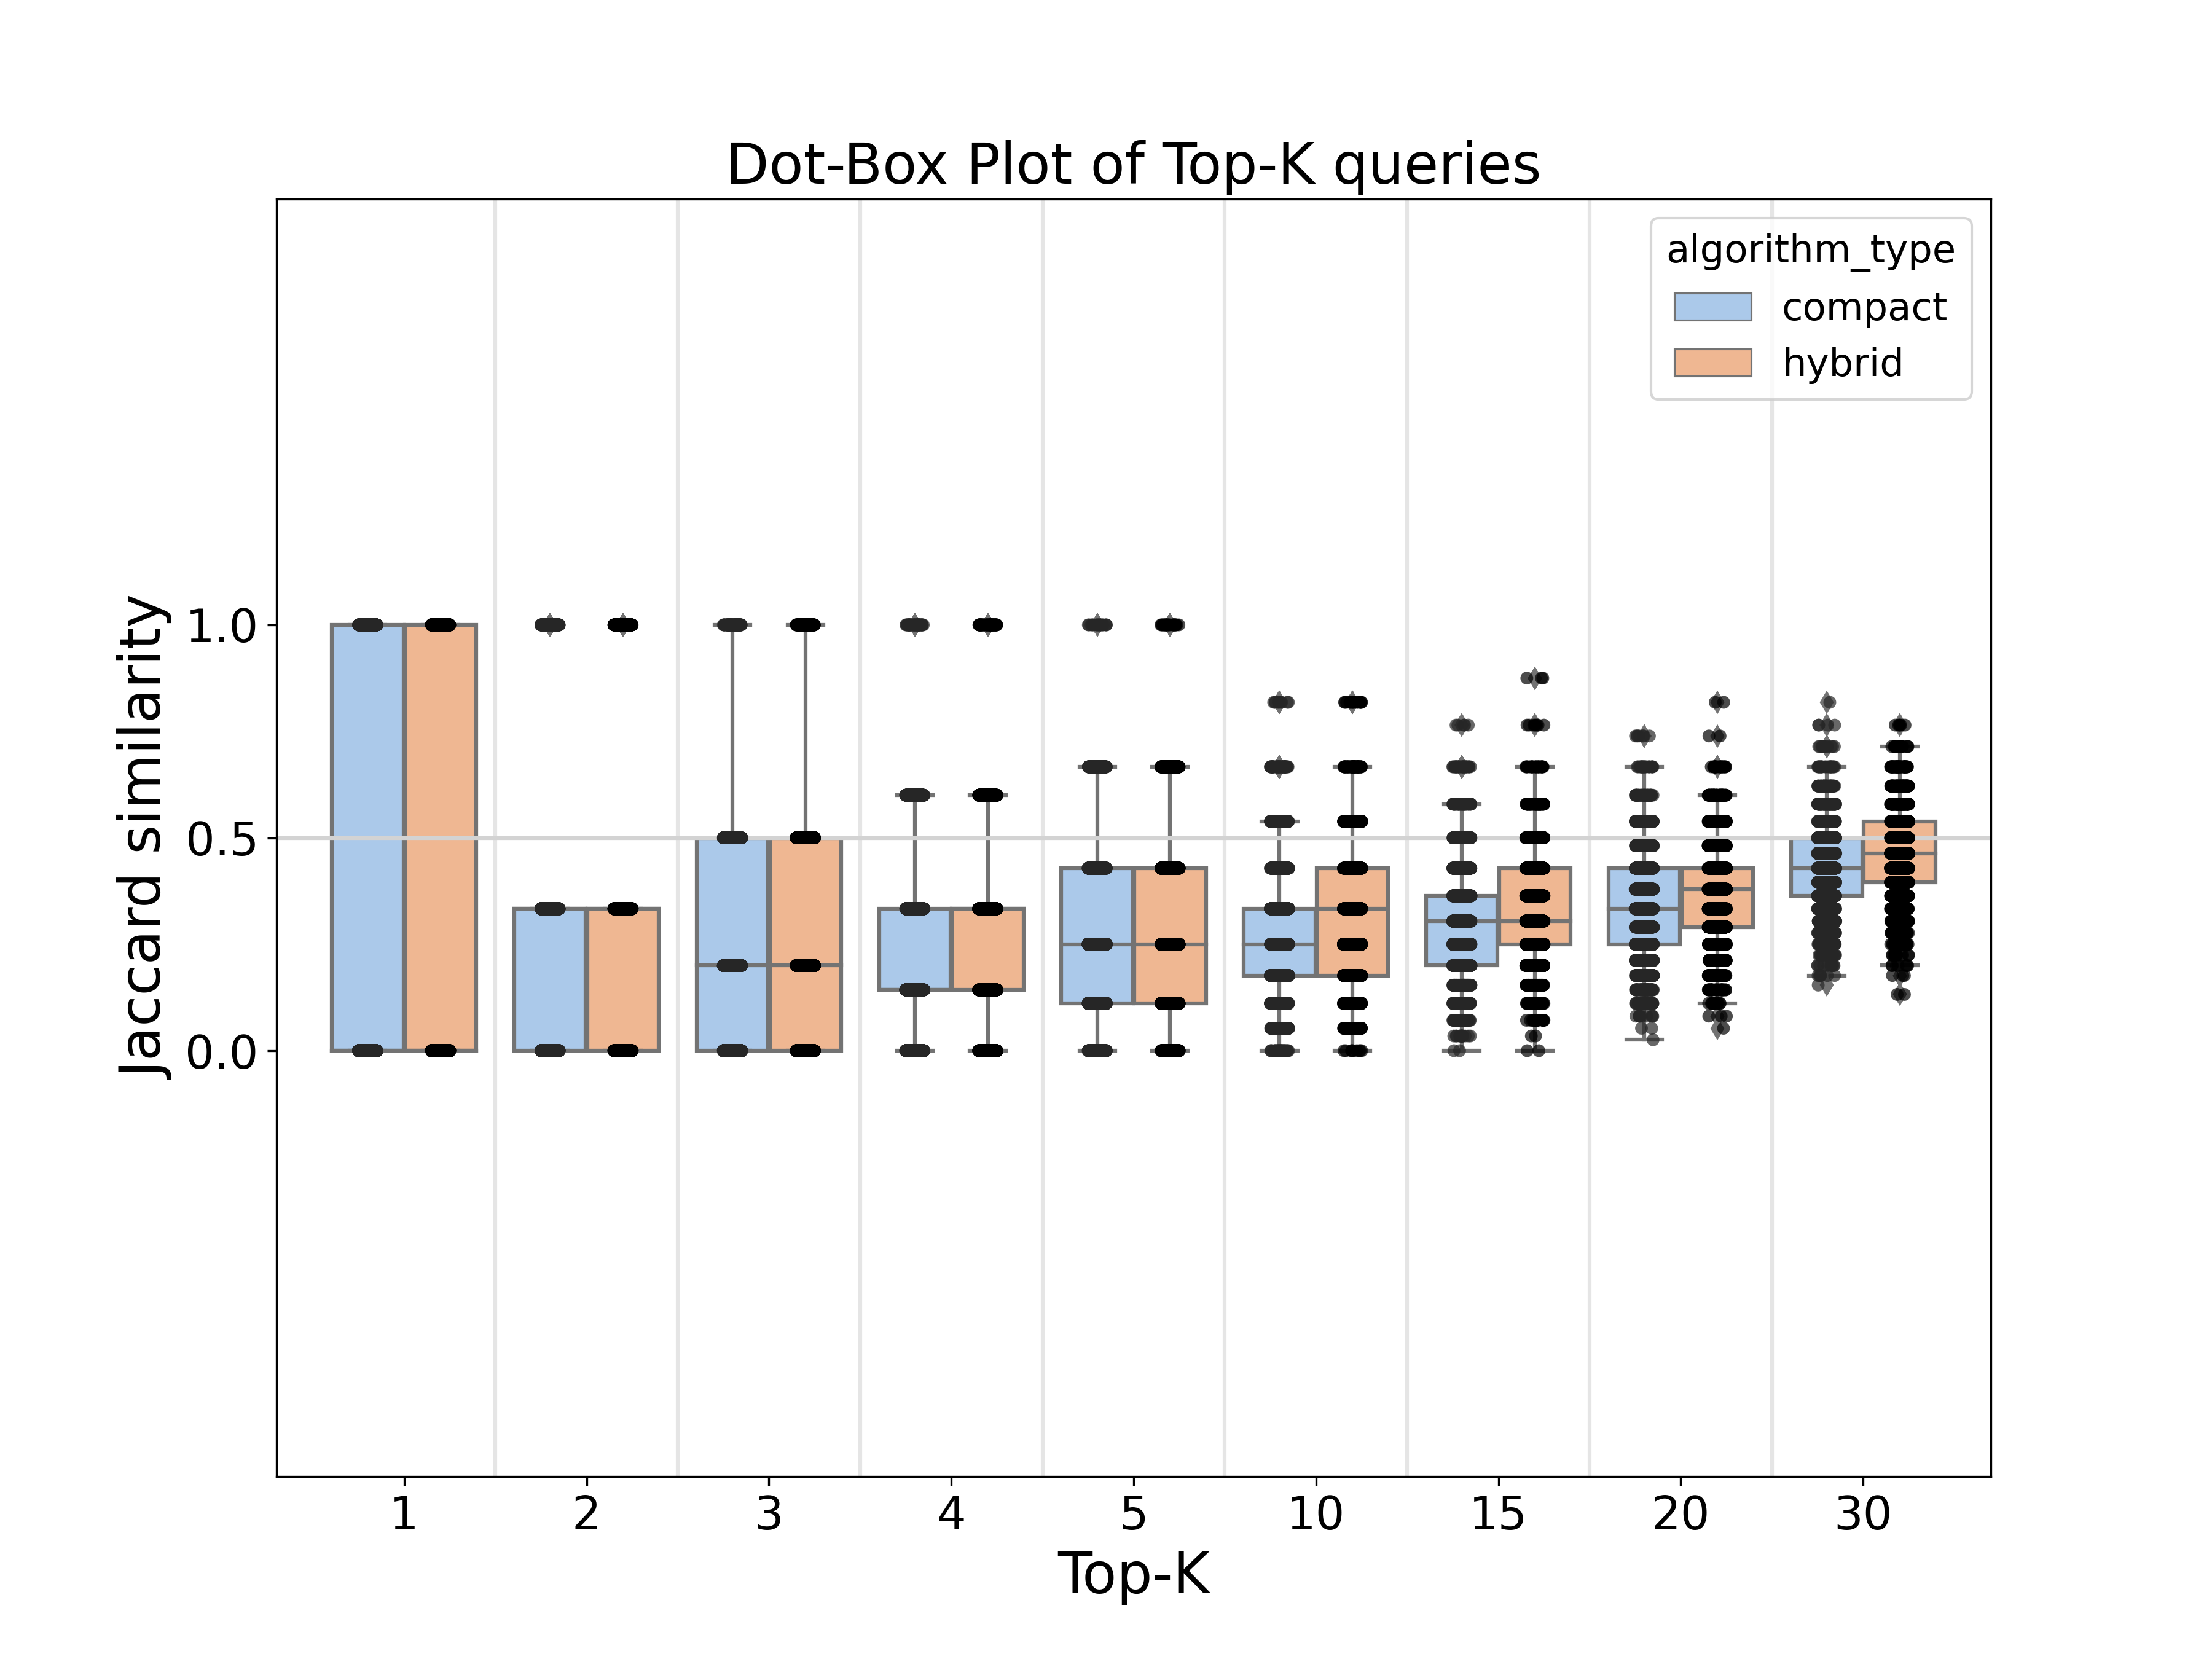 Dot-Box Plot of Top-K queries
algorithm_type
compact
hybrid
Jaccard similarity
1.0
0.5
0.0
1 2 3 4 5 10 15 20 30
Top-K